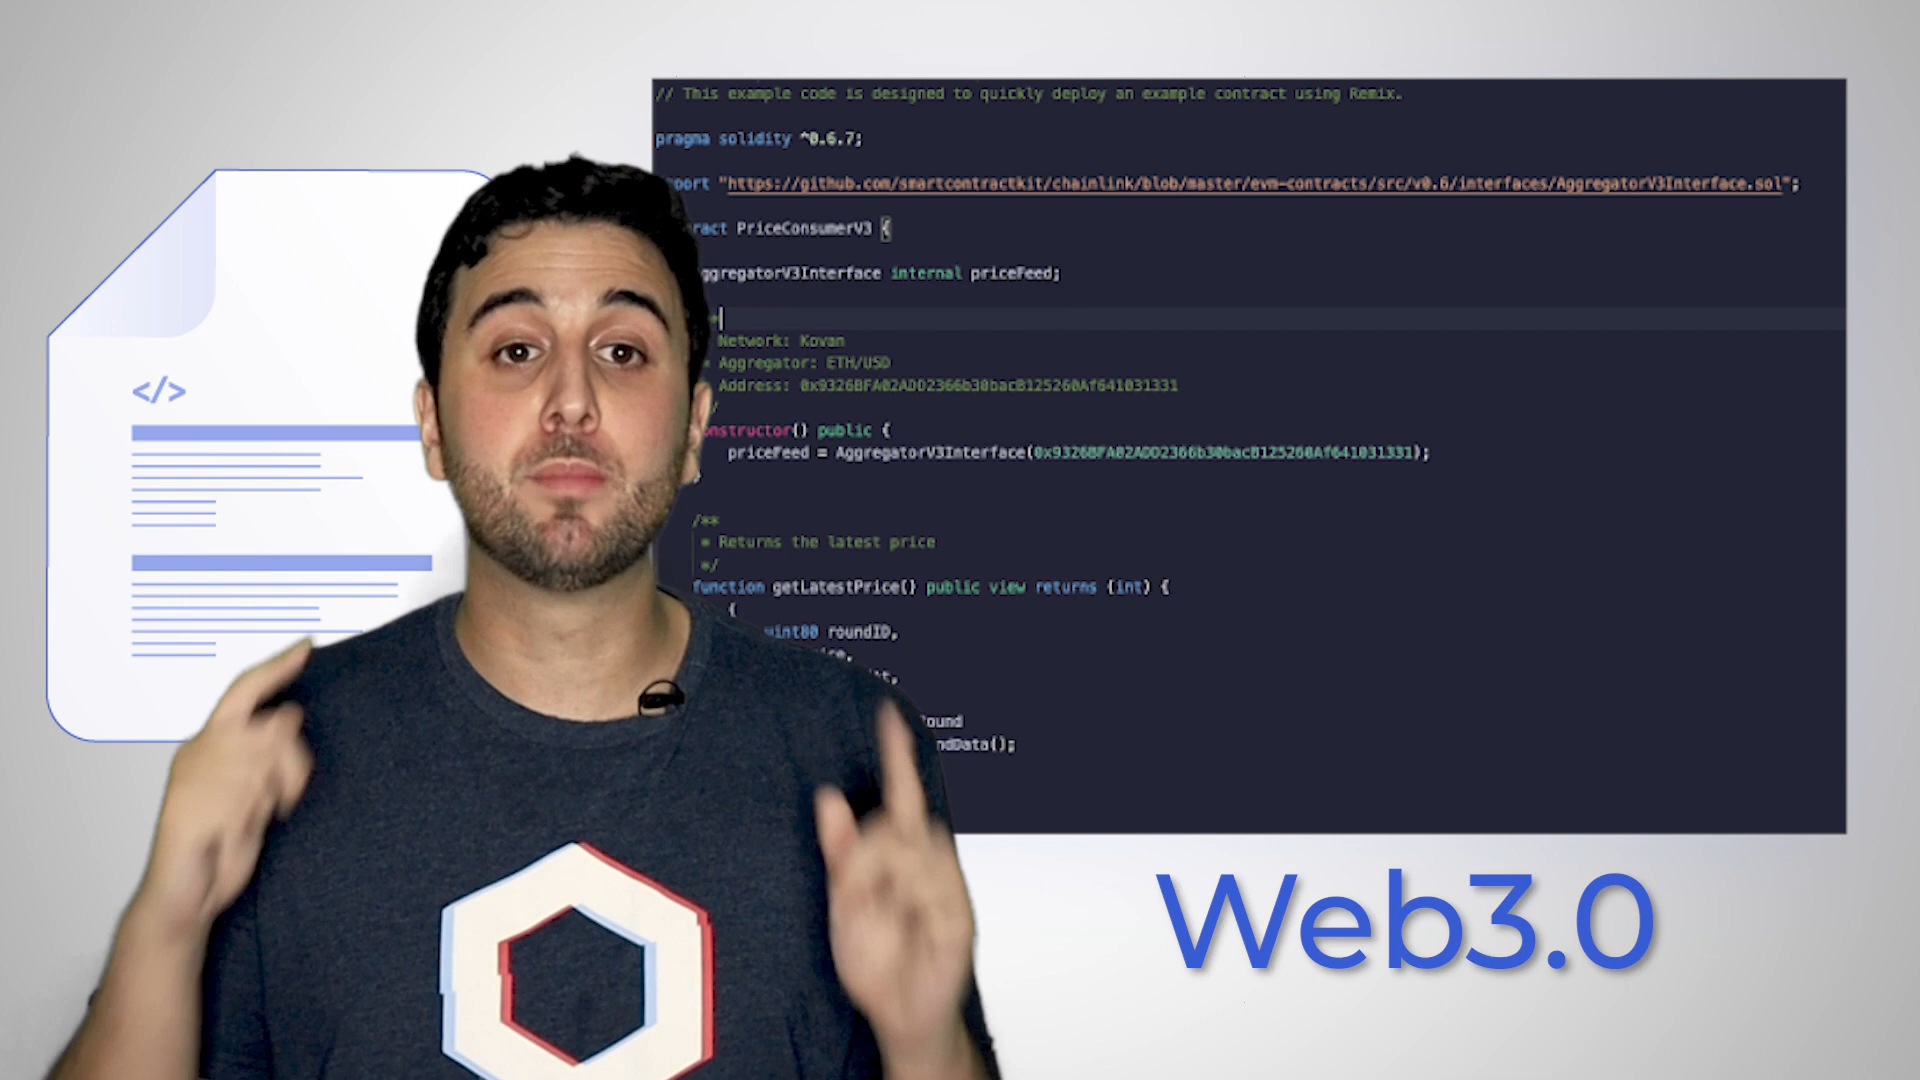 // This example code is designed to quickly deploy an example contract using Remix.
pragma solidity ^0.6.7;
"https://github.com/smartcontractkit/chainlink/blob/master/evm-contracts/src/v0.6/interfaces/AggregatorV3Interface.sol";
PriceConsumerV3 {
internal priceFeed;
Network: Kovan
* Aggregator: ETH/USD
Address: 0x9326BFA02ADD2366b30bacB125260Af641031331
/
() public {
priceFeed = AggregatorV3Interface(0x9326BFA02ADD2366b30bacB125260Af641031331);
/**
* Returns the latest price
*/
function getLatestPrice() public view returns (int) {
{
uint80 roundID,
</>
Web3.0